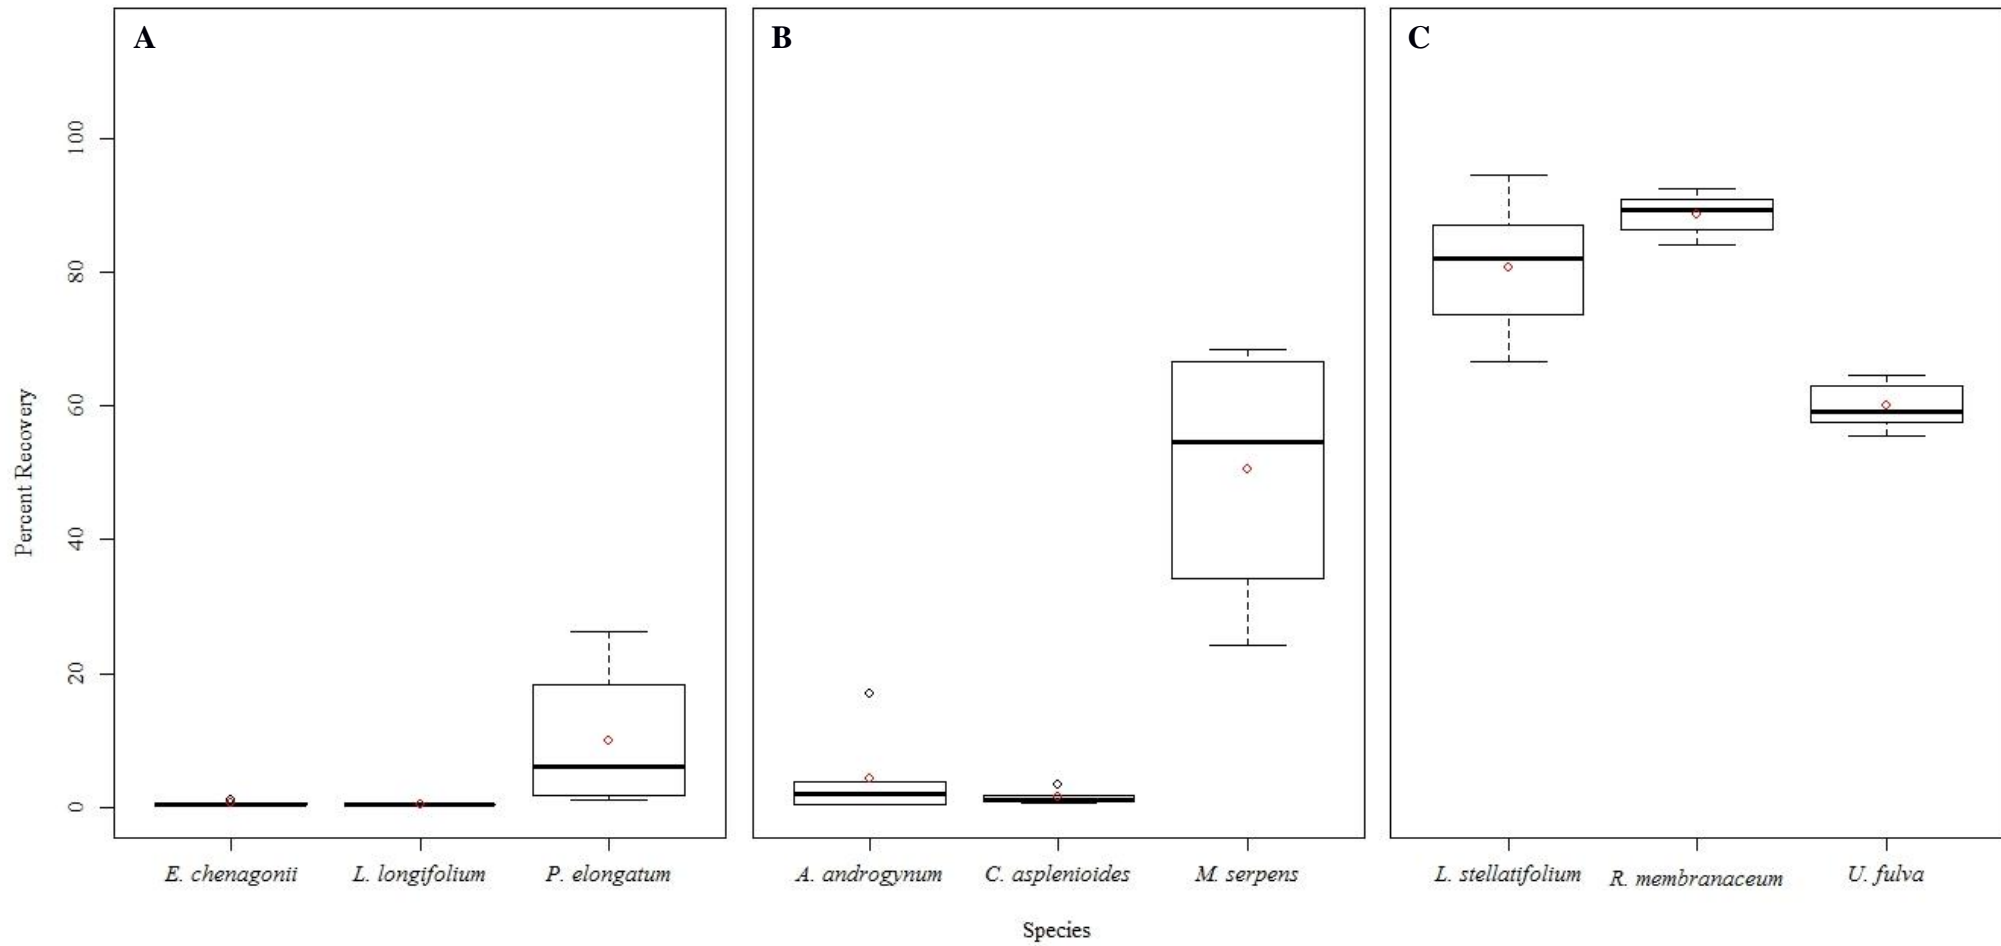 A
B
C
Percent Recovery
100
80
60
40
20
0
E. chenagonii
L. longifolium
P. elongatum
A. androgynum
C. asplenioides
M. serpens
L. stellatifolium
R. membranaceum
U. fulva
Species